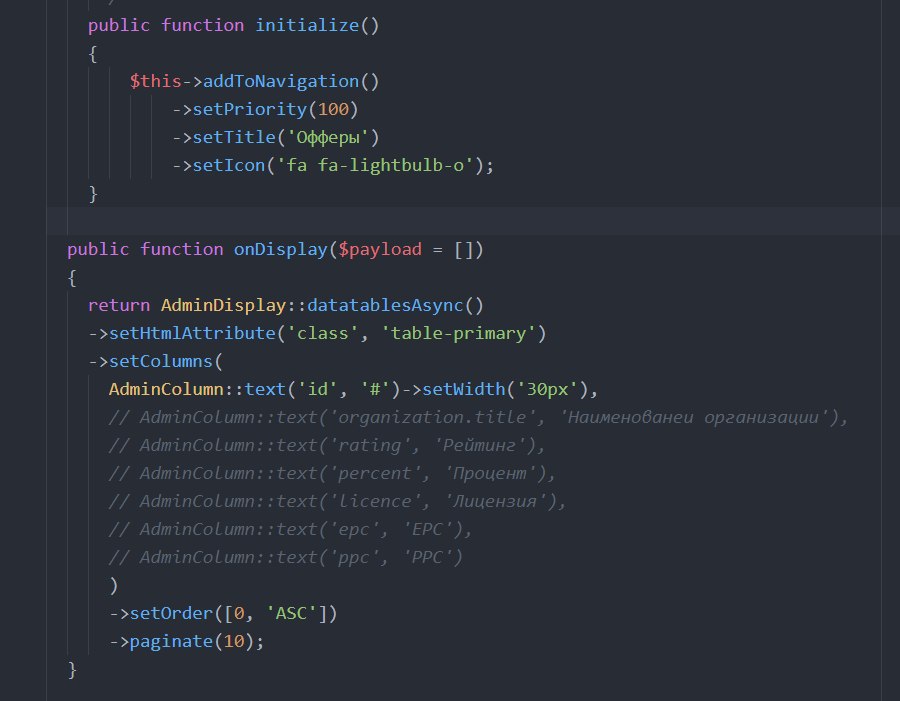 public function initialize()
{
$this->addToNavigation()
->setPriority(100)
->setTitle('Офферы')
->setIcon('fa fa-lightbulb-o');
}
public function onDisplay($payload = [])
{
return AdminDisplay::datatablesAsync()
->setHtmlAttribute('class', 'table-primary')
->setColumns(
AdminColumn::text('id', '#')->setWidth('30px'),
// AdminColumn::text('organization.title', 'Наименованеи организации'),
// AdminColumn::text('rating', 'Рейтинг'),
// AdminColumn::text('percent', 'Процент'),
// AdminColumn::text('licence', 'Лицензия'),
// AdminColumn::text('epc', 'EPC'),
// AdminColumn::text('ppc', 'PPC')
)
->setOrder([0, 'ASC'])
->paginate(10);
}